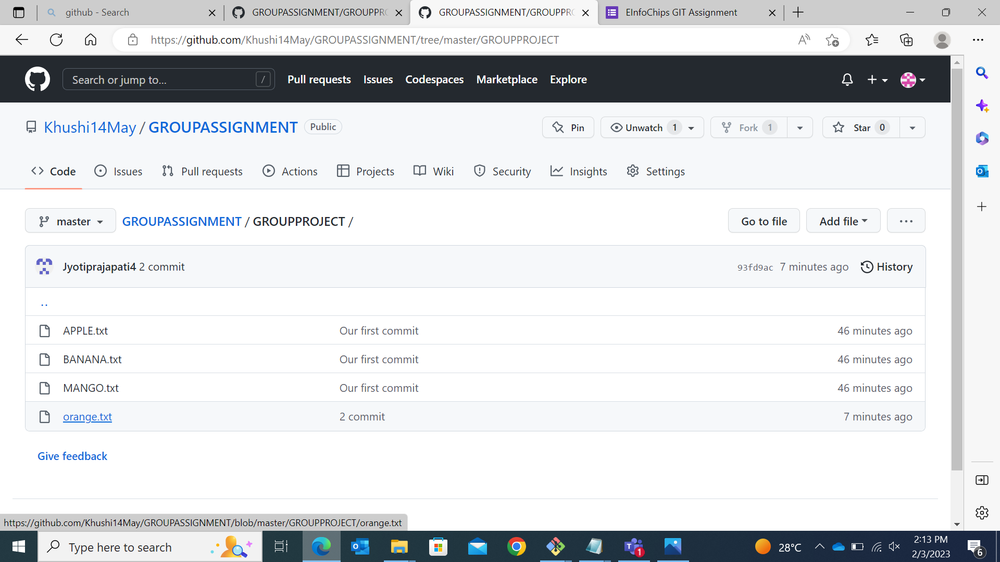 github - Search
GROUPASSIGNMENT/GROUPPRO
GROUPASSIGNMENT/GROUPPRO
EInfoChips GIT Assignment
https://github.com/Khushi14May/GROUPASSIGNMENT/tree/master/GROUPPROJECT
Search or jump to... /
Pull requests Issues Codespaces Marketplace Explore
Khushi14May / GROUPASSIGNMENT Public
Pin Unwatch 1 Fork 1 Star 0
Code Issues Pull requests Actions Projects Wiki Security Insights Settings
master GROUPASSIGNMENT / GROUPPROJECT / Go to file Add file ...
Jyotiprajapati4 2 commit 93fd9ac 7 minutes ago History
..
APPLE.txt Our first commit 46 minutes ago
BANANA.txt Our first commit 46 minutes ago
MANGO.txt Our first commit 46 minutes ago
orange.txt 2 commit 7 minutes ago
Give feedback
https://github.com/Khushi14May/GROUPASSIGNMENT/blob/master/GROUPPROJECT/orange.txt
Type here to search
1
28°C
2:13 PM
2/3/2023
6